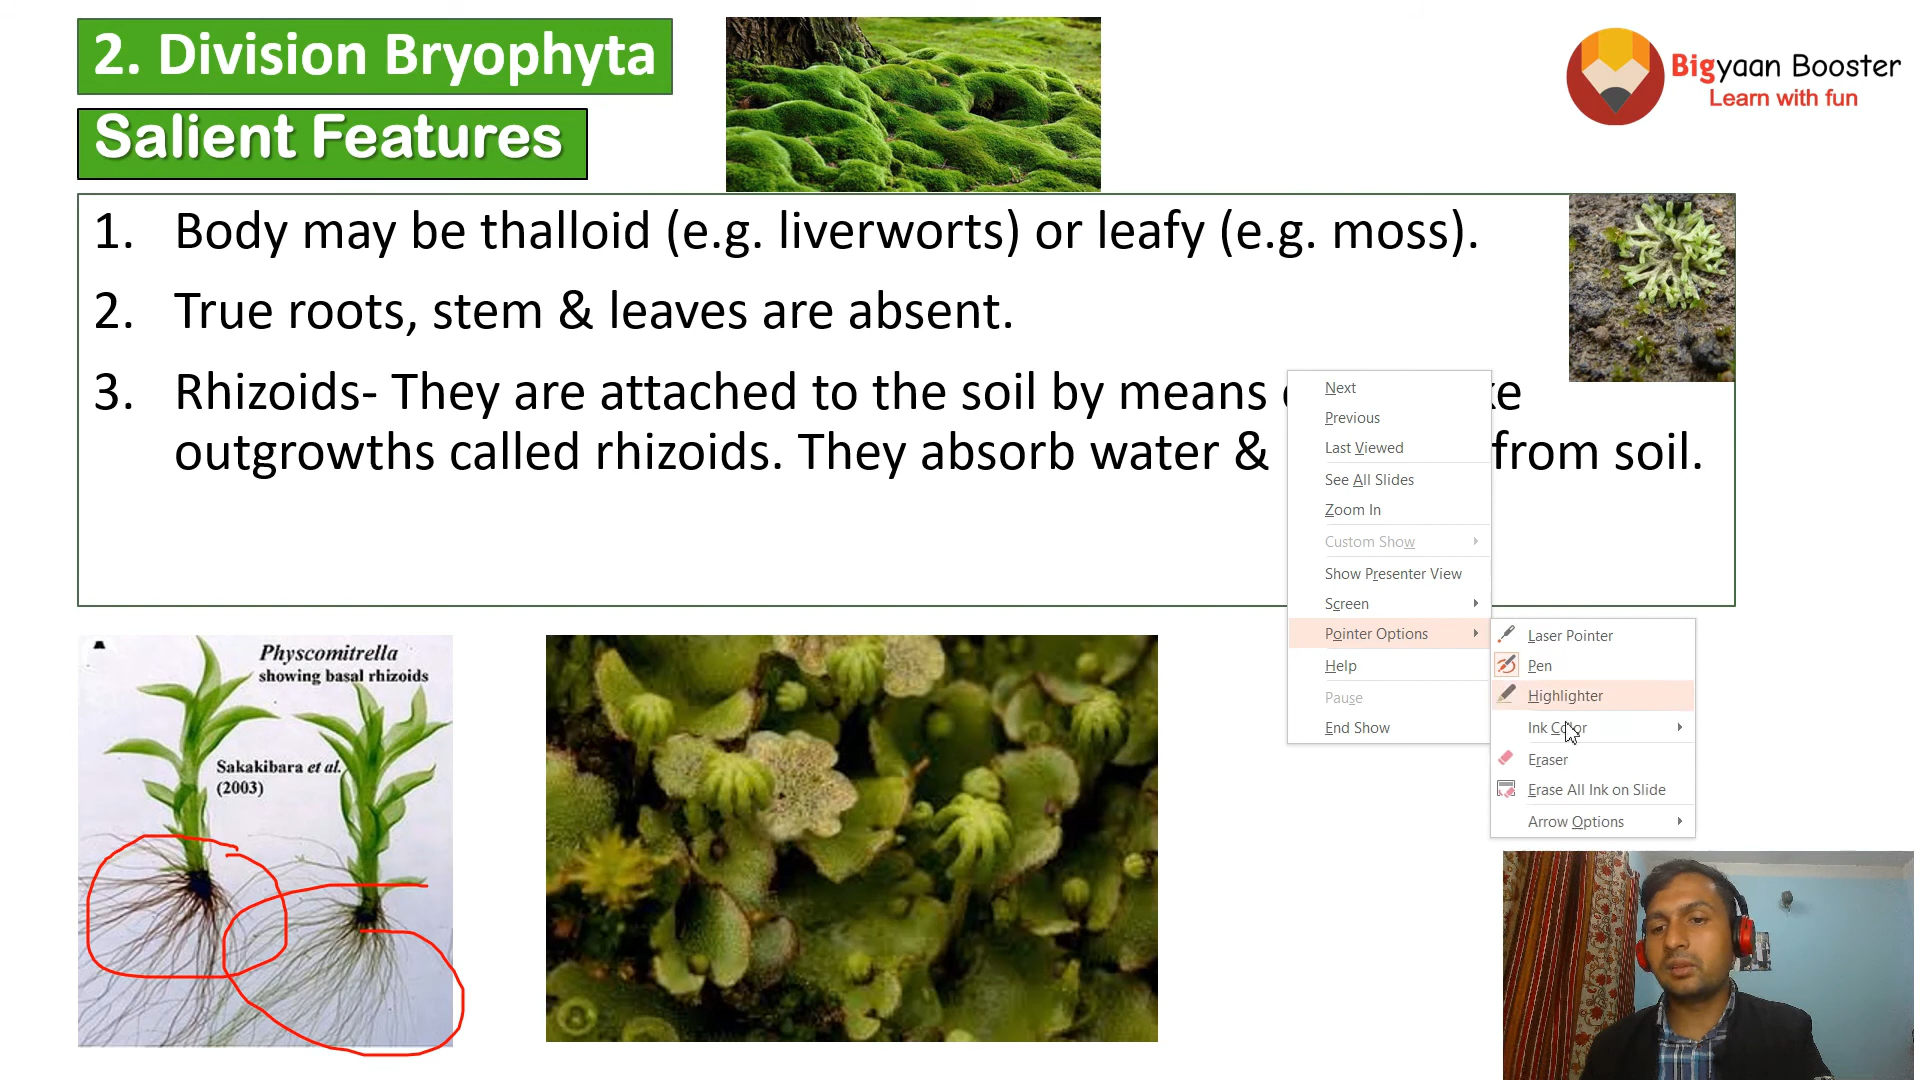 2. Division Bryophyta
Salient Features
Bigyaan Booster
Learn with fun
1. Body may be thalloid (e.g. liverworts) or leafy (e.g. moss).
2. True roots, stem & leaves are absent.
3. Rhizoids- They are attached to the soil by means
outgrowths called rhizoids. They absorb water & from soil.
Next
Previous
Last Viewed
See All Slides
Zoom In
Custom Show
Show Presenter View
Screen
Pointer Options
Help
Pause
End Show
Laser Pointer
Pen
Highlighter
Ink Color
Eraser
Erase All Ink on Slide
Arrow Options
A
Physcomitrella
showing basal rhizoids
Sakakibara et al.
(2003)